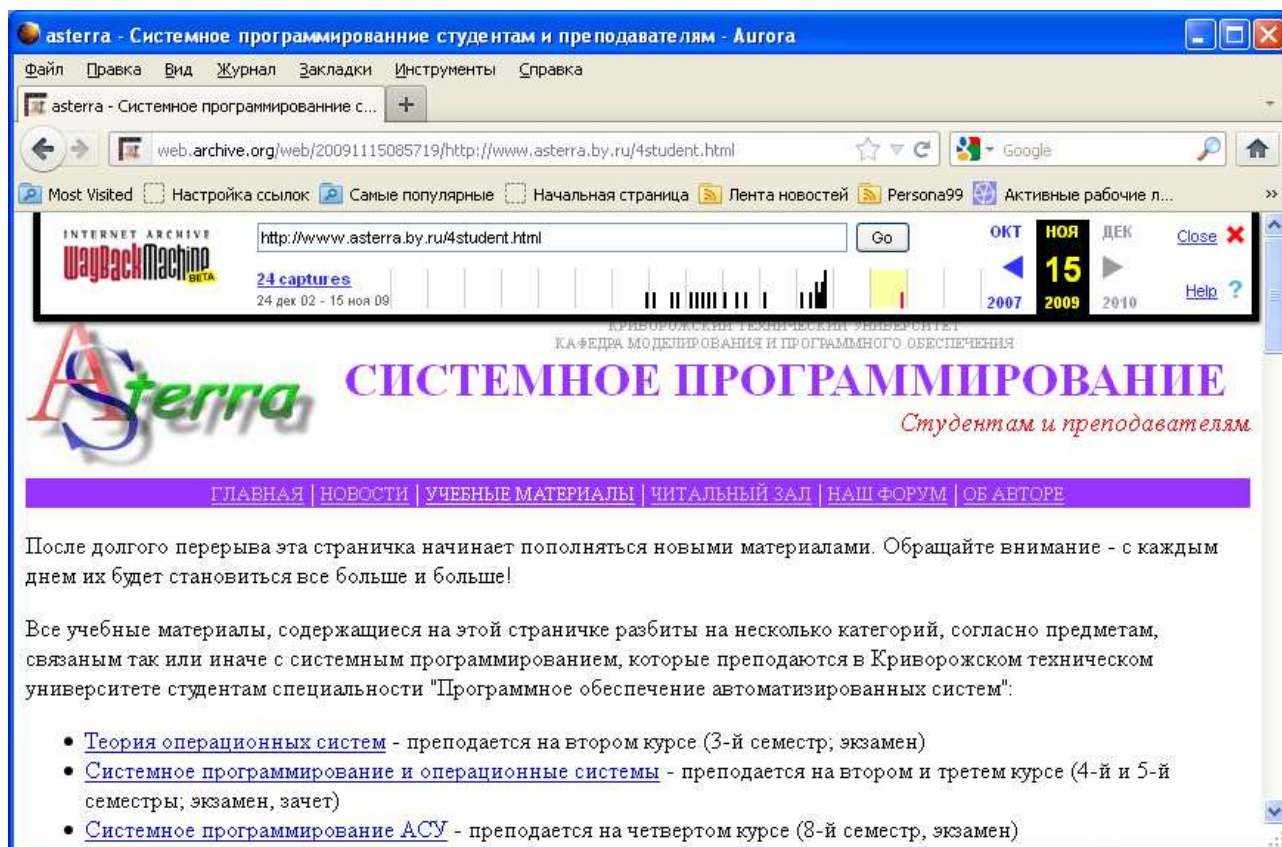 asterra - Системное программированние студентам и преподавателям - Aurora
Файл Правка Вид Журнал Закладки Инструменты Справка
asterra - Системное программированние с... +
web.archive.org/web/20091115085719/http://www.asterra.by.ru/4student.html Google
Most Visited Настройка ссылок Самые популярные Начальная страница Лента новостей Persona99 Активные рабочие л... »
INTERNET ARCHIVE
WayBackMachine BETA
http://www.asterra.by.ru/4student.html Go
ОКТ НОЯ ДЕК
Close
24 captures
15
24 дек 02 - 15 ноя 09
2007 2009 2010
Help ?
КРИВОРОЖСКИЙ ТЕХНИЧЕСКИЙ УНИВЕРСИТЕТ
КАФЕДРА МОДЕЛИРОВАНИЯ И ПРОГРАММНОГО ОБЕСПЕЧЕНИЯ
ASterra
СИСТЕМНОЕ ПРОГРАММИРОВАНИЕ
Студентам и преподавателям
ГЛАВНАЯ | НОВОСТИ | УЧЕБНЫЕ МАТЕРИАЛЫ | ЧИТАЛЬНЫЙ ЗАЛ | НАШ ФОРУМ | ОБ АВТОРЕ
После долгого перерыва эта страничка начинает пополняться новыми материалами. Обращайте внимание - с каждым
днем их будет становиться все больше и больше!
Все учебные материалы, содержащиеся на этой страничке разбиты на несколько категорий, согласно предметам,
связаным так или иначе с системным программированием, которые преподаются в Криворожском техническом
университете студентам специальности "Программное обеспечение автоматизированных систем":
• Теория операционных систем - преподается на втором курсе (3-й семестр; экзамен)
• Системное программирование и операционные системы - преподается на втором и третем курсе (4-й и 5-й
семестры; экзамен, зачет)
• Системное программирование АСУ - преподается на четвертом курсе (8-й семестр, экзамен)